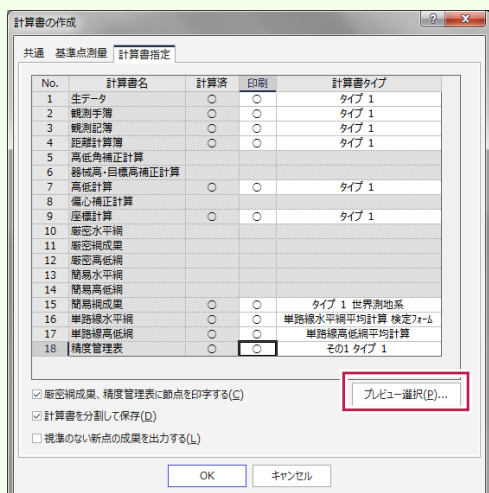 計算書の作成
共通 基準点測量 計算書指定
No. 計算書名 計算済 印刷 計算書タイプ
1 生データ ○ ○ タイプ 1
2 観測手簿 ○ ○ タイプ 1
3 観測記簿 ○ ○ タイプ 1
4 距離計算簿 ○ ○ タイプ 1
5 高低角補正計算
6 器械高・目標高補正計算
7 高低計算 ○ ○ タイプ 1
8 偏心補正計算
9 座標計算 ○ ○ タイプ 1
10 厳密水平網
11 厳密網成果
12 厳密高低網
13 簡易水平網
14 簡易高低網
15 簡易網成果 ○ ○ タイプ 1 世界測地系
16 単路線水平網 ○ ○ 単路線水平網平均計算 検定フォーム
17 単路線高低網 ○ ○ 単路線高低網平均計算
18 精度管理表 ○ ○ その1 タイプ 1
厳密網成果、精度管理表に節点を印字する(C)
プレビュー選択(P)...
計算書を分割して保存(D)
視準のない新点の成果を出力する(L)
OK キャンセル